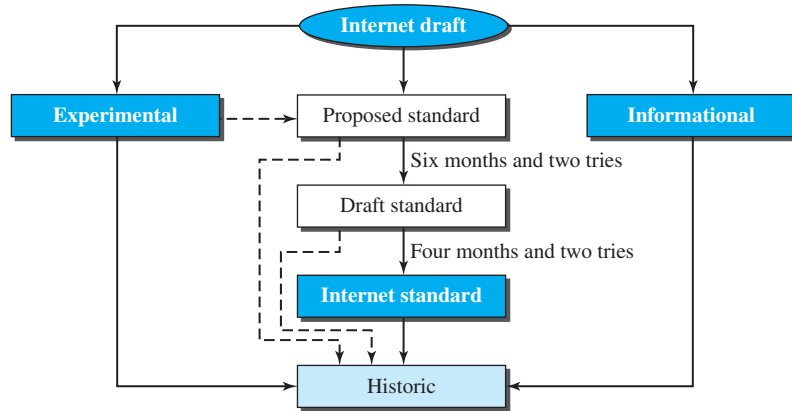 Internet draft
Experimental
Proposed standard
Informational
Six months and two tries
Draft standard
Four months and two tries
Internet standard
Historic